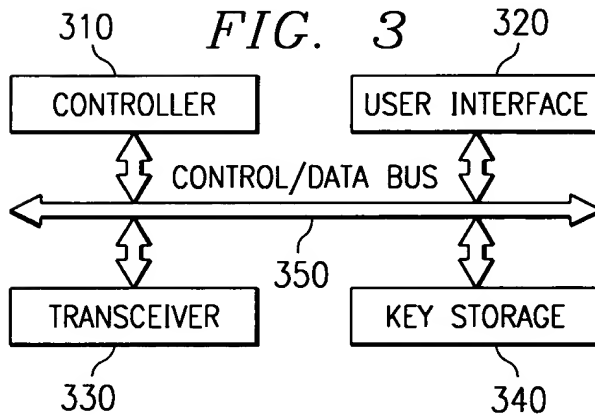 310
FIG. 3
320
CONTROLLER
USER INTERFACE
CONTROL/DATA BUS
350
TRANSCEIVER
KEY STORAGE
330
340